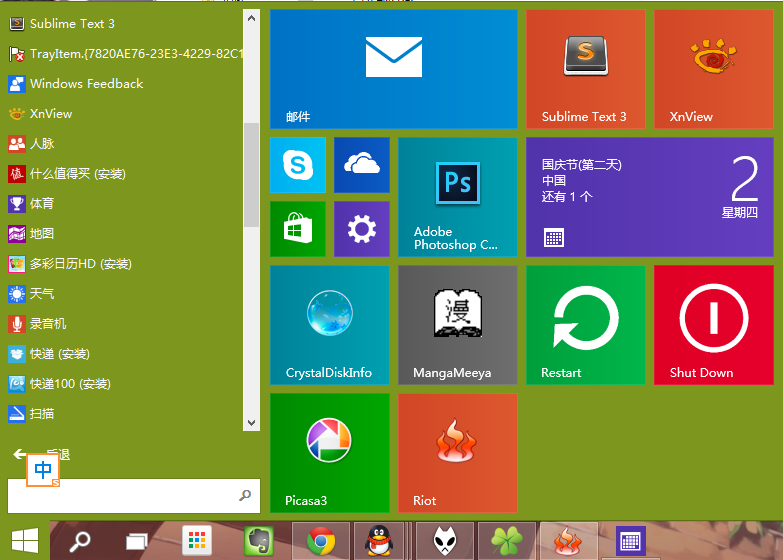 Sublime Text 3
TrayItem.{7820AE76-23E3-4229-82C1
Windows Feedback
XnView
人脉
值
什么值得买 (安装)
体育
地图
多彩日历HD (安装)
天气
录音机
快递 (安装)
快递100 (安装)
扫描
后退
中
S
邮件
S
Sublime Text 3
XnView
S
Ps
Adobe
Photoshop C...
国庆节(第二天)
中国
还有 1 个
2
星期四
CrystalDiskInfo
漫
MangaMeeya
Restart
Shut Down
Picasa3
Riot